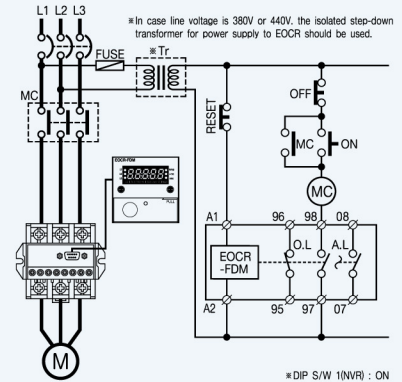 L1 L2 L3
※In case line voltage is 380V or 440V. the isolated step-down
transformer for power supply to EOCR should be used.
FUSE
※Tr
MC
RESET
OFF
MC
ON
MC
EOCR-FDM
A1
96
98
08
EOCR
-FDM
O.L
A.L
A2
95
97
07
M
※DIP S/W 1(NVR) : ON